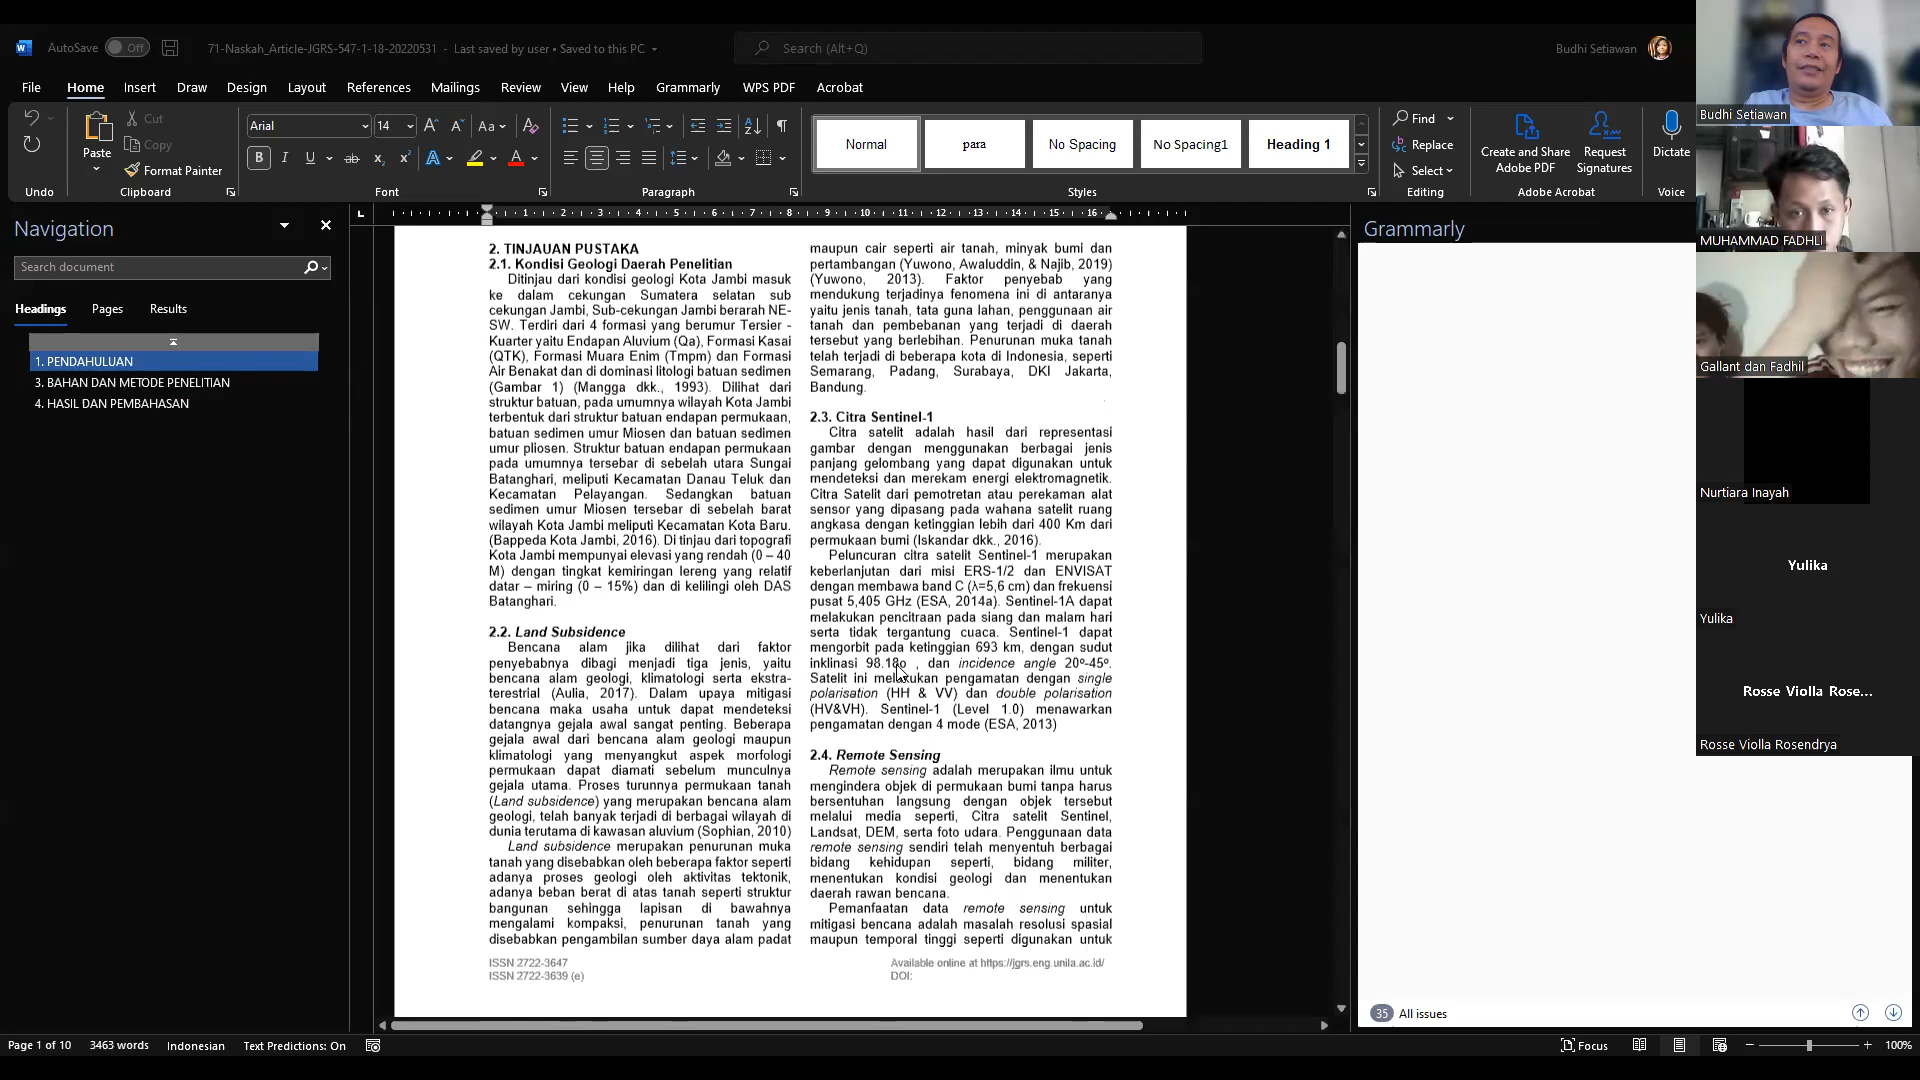 AutoSave Off
71-Naskah_Article-JGRS-547-1-18-20220531 - Last saved by user • Saved to this PC
Search (Alt+Q)
Budhi Setiawan
File Home Insert Draw Design Layout References Mailings Review View Help Grammarly WPS PDF Acrobat
Paste
Cut
Copy
Format Painter
Arial
14
Normal
para
No Spacing
No Spacing1
Heading 1
Find
Replace
Select
Create and Share
Adobe PDF
Request
Signatures
Dictate
Undo
Clipboard
Font
Paragraph
Styles
Editing
Adobe Acrobat
Voice
Navigation
Search document
Headings Pages Results
1. PENDAHULUAN
3. BAHAN DAN METODE PENELITIAN
4. HASIL DAN PEMBAHASAN
1 2 3 4 5 6 7 8 9 10 11 12 13 14 15 16
2. TINJAUAN PUSTAKA
2.1. Kondisi Geologi Daerah Penelitian
Ditinjau dari kondisi geologi Kota Jambi masuk
ke dalam cekungan Sumatera selatan sub
cekungan Jambi, Sub-cekungan Jambi berarah NE-
SW. Terdiri dari 4 formasi yang berumur Tersier -
Kuarter yaitu Endapan Aluvium (Qa), Formasi Kasai
(QTK), Formasi Muara Enim (Tmpm) dan Formasi
Air Benakat dan di dominasi litologi batuan sedimen
(Gambar 1) (Mangga dkk., 1993). Dilihat dari
struktur batuan, pada umumnya wilayah Kota Jambi
terbentuk dari struktur batuan endapan permukaan,
batuan sedimen umur Miosen dan batuan sedimen
umur pliosen. Struktur batuan endapan permukaan
pada umumnya tersebar di sebelah utara Sungai
Batanghari, meliputi Kecamatan Danau Teluk dan
Kecamatan Pelayangan. Sedangkan batuan
sedimen umur Miosen tersebar di sebelah barat
wilayah Kota Jambi meliputi Kecamatan Kota Baru.
(Bappeda Kota Jambi, 2016). Di tinjau dari topografi
Kota Jambi mempunyai elevasi yang rendah (0 – 40
M) dengan tingkat kemiringan lereng yang relatif
datar – miring (0 – 15%) dan di kelilingi oleh DAS
Batanghari.
2.2. Land Subsidence
Bencana alam jika dilihat dari faktor
penyebabnya dibagi menjadi tiga jenis, yaitu
bencana alam geologi, klimatologi serta ekstra-
terestrial (Aulia, 2017). Dalam upaya mitigasi
bencana maka usaha untuk dapat mendeteksi
datangnya gejala awal sangat penting. Beberapa
gejala awal dari bencana alam geologi maupun
klimatologi yang menyangkut aspek morfologi
permukaan dapat diamati sebelum munculnya
gejala utama. Proses turunnya permukaan tanah
(Land subsidence) yang merupakan bencana alam
geologi, telah banyak terjadi di berbagai wilayah di
dunia terutama di kawasan aluvium (Sophian, 2010)
Land subsidence merupakan penurunan muka
tanah yang disebabkan oleh beberapa faktor seperti
adanya proses geologi oleh aktivitas tektonik,
adanya beban berat di atas tanah seperti struktur
bangunan sehingga lapisan di bawahnya
mengalami kompaksi, penurunan tanah yang
disebabkan pengambilan sumber daya alam padat
maupun cair seperti air tanah, minyak bumi dan
pertambangan (Yuwono, Awaluddin, & Najib, 2019)
(Yuwono, 2013). Faktor penyebab yang
mendukung terjadinya fenomena ini di antaranya
yaitu jenis tanah, tata guna lahan, penggunaan air
tanah dan pembebanan yang terjadi di daerah
tersebut yang berlebihan. Penurunan muka tanah
telah terjadi di beberapa kota di Indonesia, seperti
Semarang, Padang, Surabaya, DKI Jakarta,
Bandung.
2.3. Citra Sentinel-1
Citra satelit adalah hasil dari representasi
gambar dengan menggunakan berbagai jenis
panjang gelombang yang dapat digunakan untuk
mendeteksi dan merekam energi elektromagnetik.
Citra Satelit dari pemotretan atau perekaman alat
sensor yang dipasang pada wahana satelit ruang
angkasa dengan ketinggian lebih dari 400 Km dari
permukaan bumi (Iskandar dkk., 2016).
Peluncuran citra satelit Sentinel-1 merupakan
keberlanjutan dari misi ERS-1/2 dan ENVISAT
dengan membawa band C (λ=5,6 cm) dan frekuensi
pusat 5,405 GHz (ESA, 2014a). Sentinel-1A dapat
melakukan pencitraan pada siang dan malam hari
serta tidak tergantung cuaca. Sentinel-1 dapat
mengorbit pada ketinggian 693 km, dengan sudut
inklinasi 98.18o , dan incidence angle 20º-45º.
Satelit ini melakukan pengamatan dengan single
polarisation (HH & VV) dan double polarisation
(HV&VH). Sentinel-1 (Level 1.0) menawarkan
pengamatan dengan 4 mode (ESA, 2013)
2.4. Remote Sensing
Remote sensing adalah merupakan ilmu untuk
mengindera objek di permukaan bumi tanpa harus
bersentuhan langsung dengan objek tersebut
melalui media seperti, Citra satelit Sentinel,
Landsat, DEM, serta foto udara. Penggunaan data
remote sensing sendiri telah menyentuh berbagai
bidang kehidupan seperti, bidang militer,
menentukan kondisi geologi dan menentukan
daerah rawan bencana.
Pemanfaatan data remote sensing untuk
mitigasi bencana adalah masalah resolusi spasial
maupun temporal tinggi seperti digunakan untuk
ISSN 2722-3647
ISSN 2722-3639 (e)
Available online at https://jgrs.eng.unila.ac.id/
DOI:
Grammarly
35 All issues
Budhi Setiawan
MUHAMMAD FADHLI
Gallant dan Fadhil
Nurtiara Inayah
Yulika
Yulika
Rosse Violla Rose...
Rosse Violla Rosendrya
Page 1 of 10 3463 words Indonesian Text Predictions: On
Focus
100%